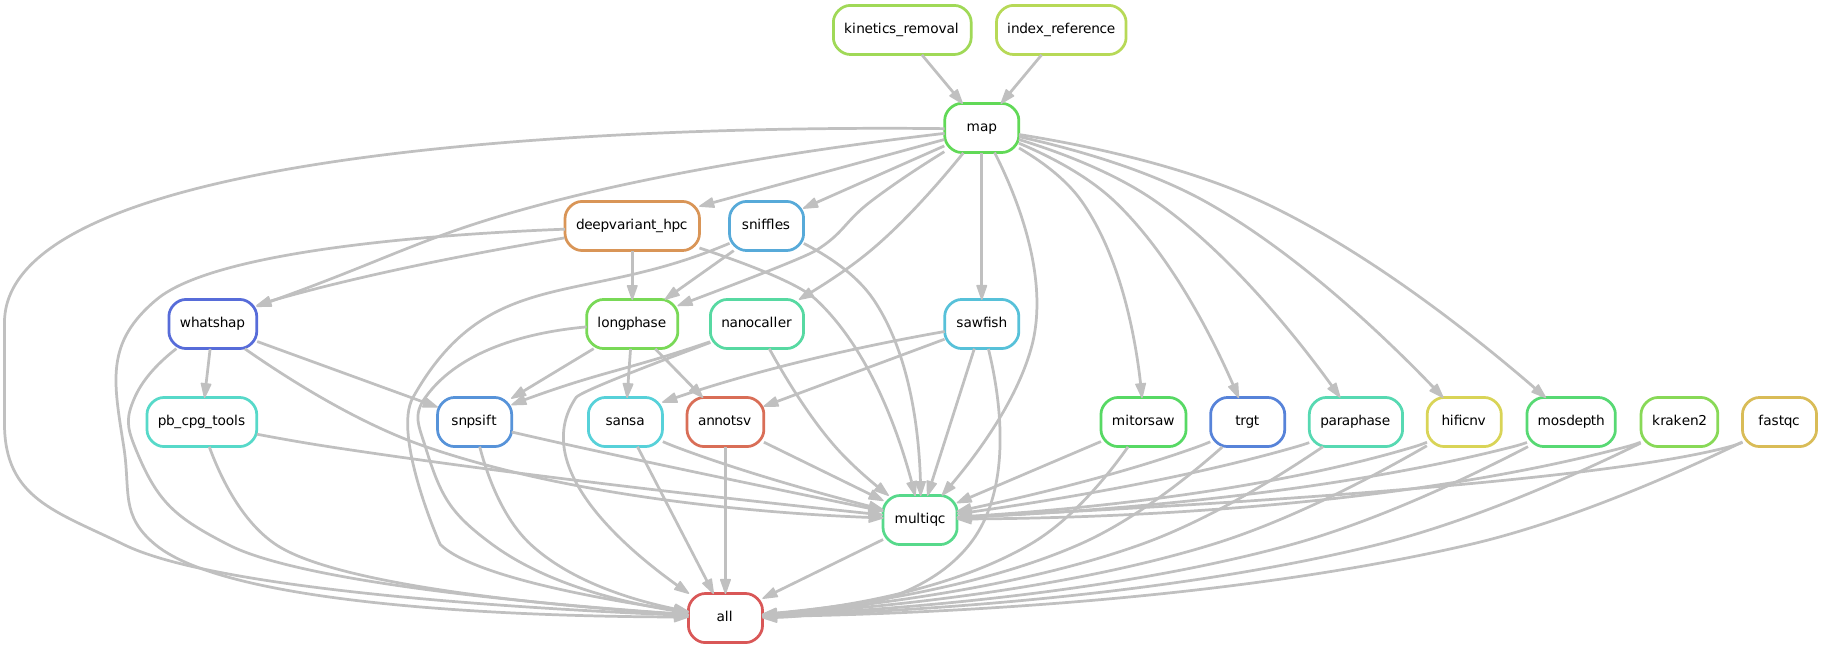 kinetics_removal
index_reference
map
deepvariant_hpc
sniffles
whatshap
longphase
nanocaller
sawfish
pb_cpg_tools
snpsift
sansa
annotsv
mitorsaw
trgt
paraphase
hificnv
mosdepth
kraken2
fastqc
multiqc
all